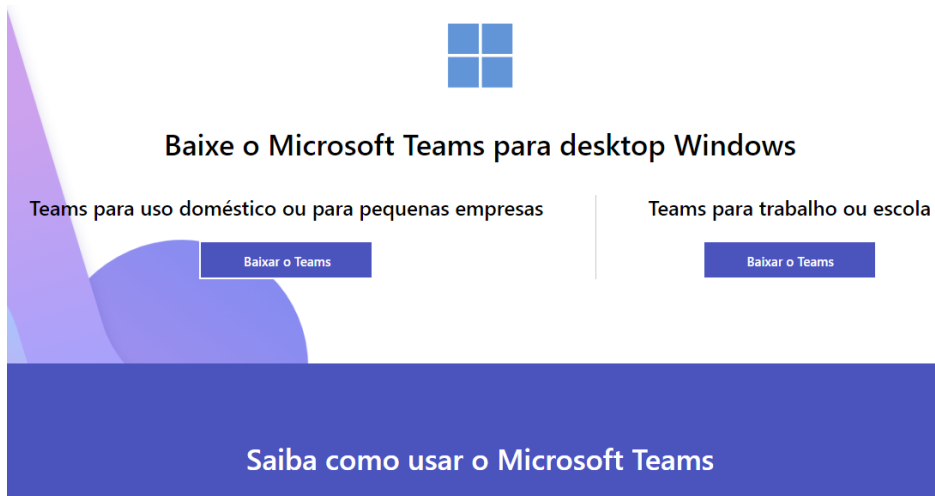 Baixe o Microsoft Teams para desktop Windows
Teams para uso doméstico ou para pequenas empresas
Baixar o Teams
Teams para trabalho ou escola
Baixar o Teams
Saiba como usar o Microsoft Teams